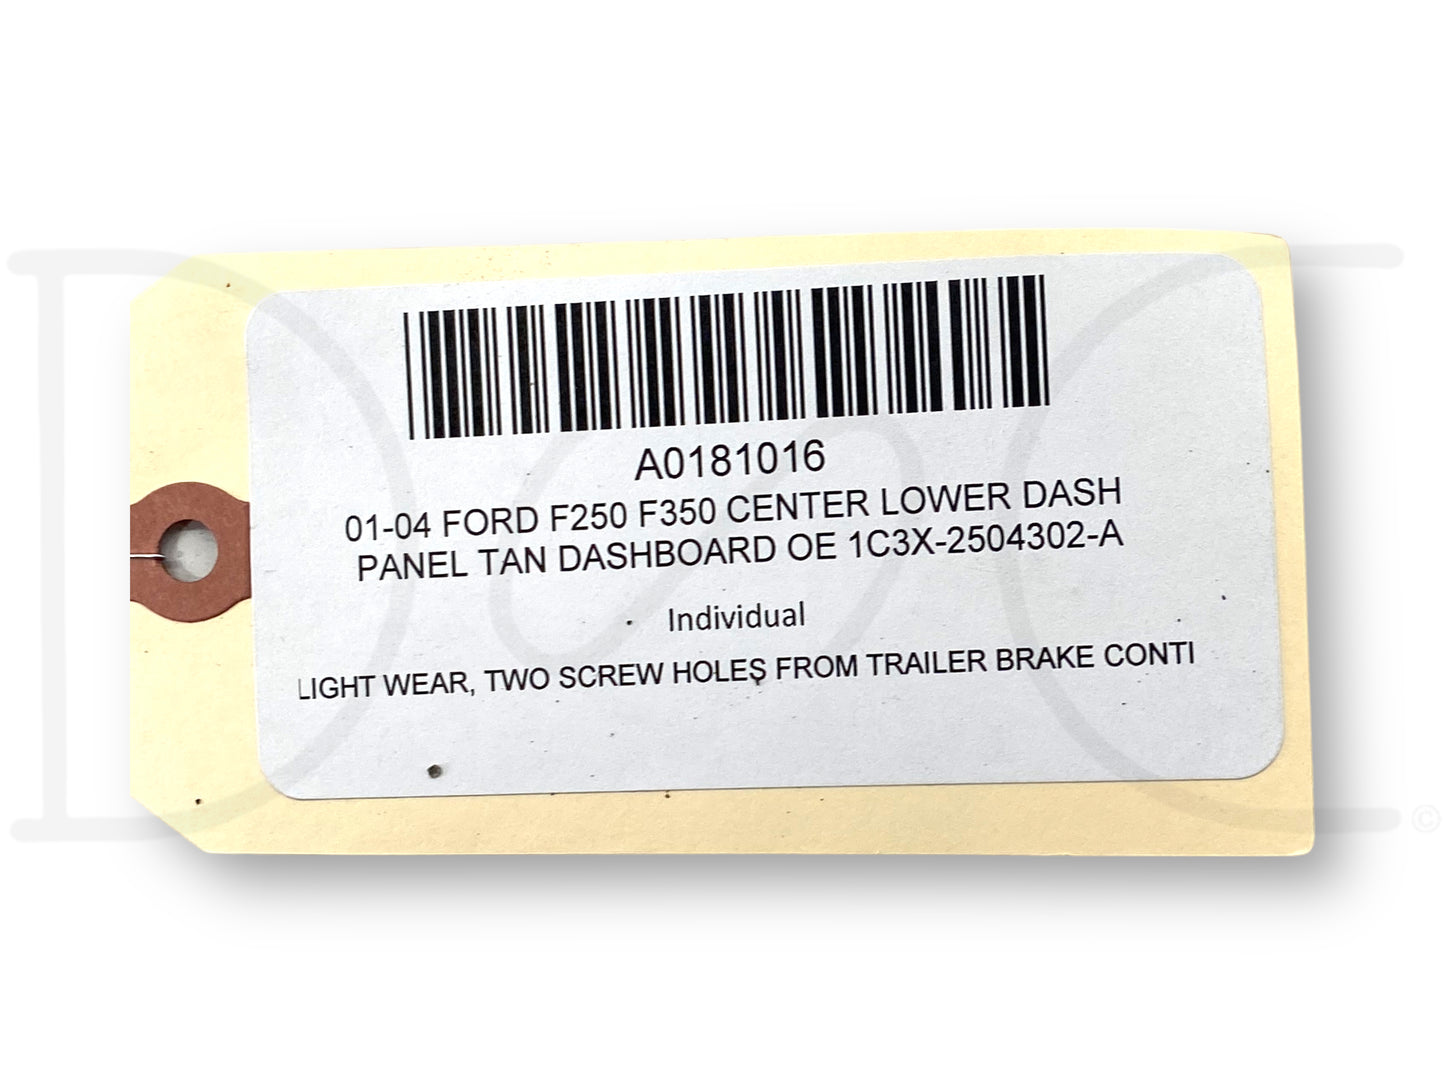 A0181016
01-04 FORD F250 F350 CENTER LOWER DASH
PANEL TAN DASHBOARD OE 1C3X-2504302-A
Individual
LIGHT WEAR, TWO SCREW HOLES FROM TRAILER BRAKE CONTI
DC
©